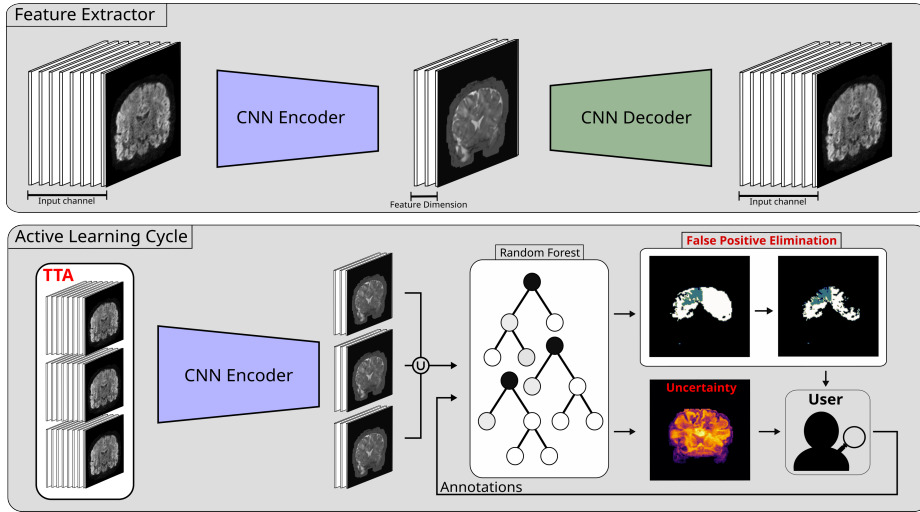 Feature Extractor
CNN Encoder
CNN Decoder
Input channel
Feature Dimension
Input channel
Active Learning Cycle
TTA
CNN Encoder
U
Random Forest
False Positive Elimination
Uncertainty
User
Annotations